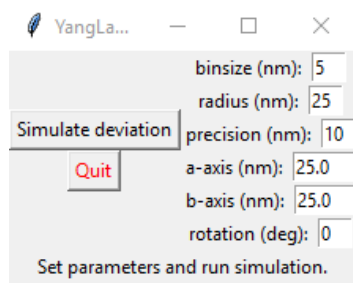 YangLa...
binsize (nm): 5
radius (nm): 25
Simulate deviation
precision (nm): 10
Quit
a-axis (nm): 25.0
b-axis (nm): 25.0
rotation (deg): 0
Set parameters and run simulation.